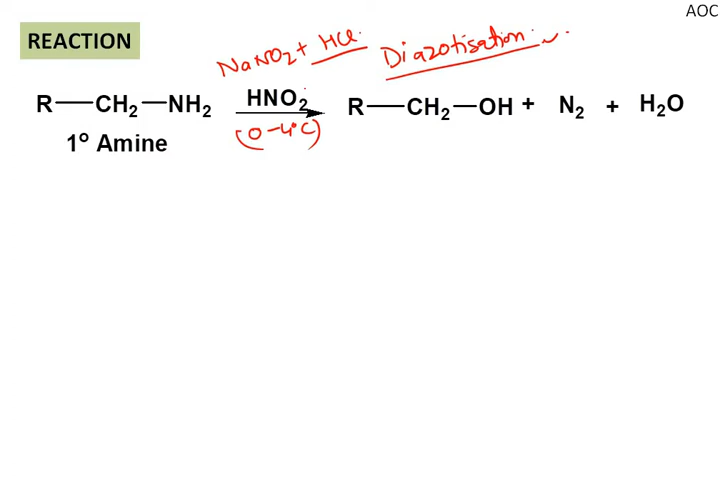 AOC
REACTION
NaNO2 + HCl
Diazotisation
R—CH2—NH2 HNO2 R—CH2—OH + N2 + H2O
(0-4°C)
1° Amine